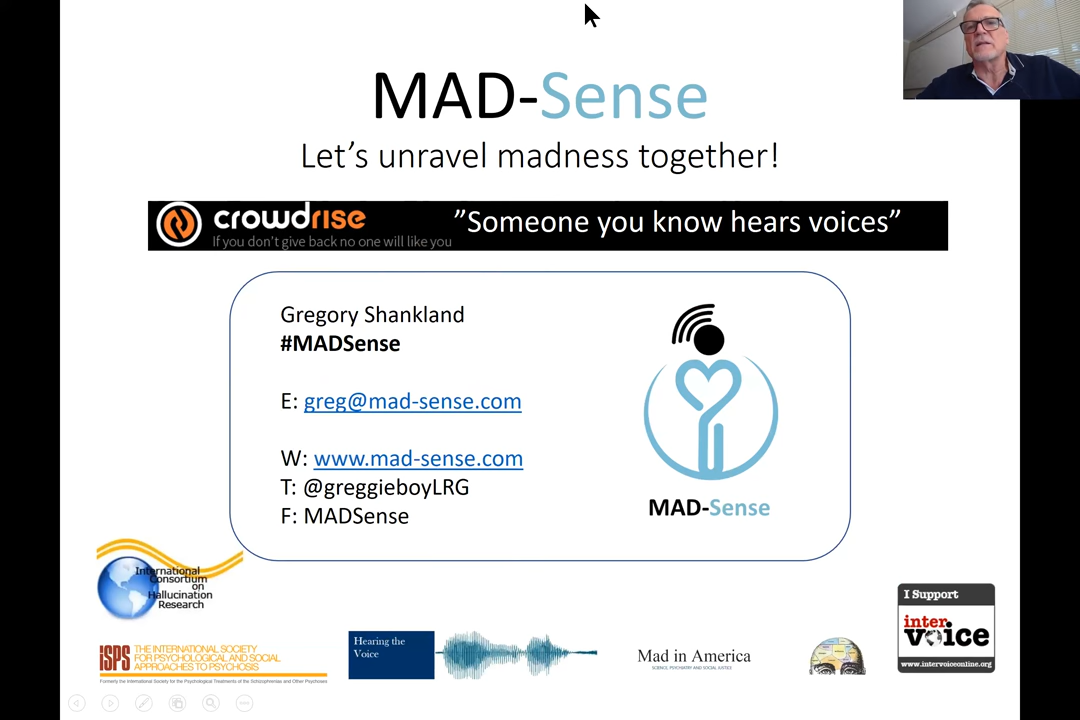 MAD-Sense
Let's unravel madness together!
crowdrise
If you don't give back no one will like you
”Someone you know hears voices”
Gregory Shankland
#MADSense
E: greg@mad-sense.com
W: www.mad-sense.com
T: @greggieboyLRG
F: MADSense
MAD-Sense
International
Consortium
on
Hallucination
Research
ISPS
THE INTERNATIONAL SOCIETY
FOR PSYCHOLOGICAL AND SOCIAL
APPROACHES TO PSYCHOSIS
Formerly the International Society for the Psychological Treatments of the Schizophrenias and Other Psychoses
Hearing the
Voice
Mad in America
SCIENCE, PSYCHIATRY AND SOCIAL JUSTICE
I Support
inter
voice
www.intervoiceonline.org